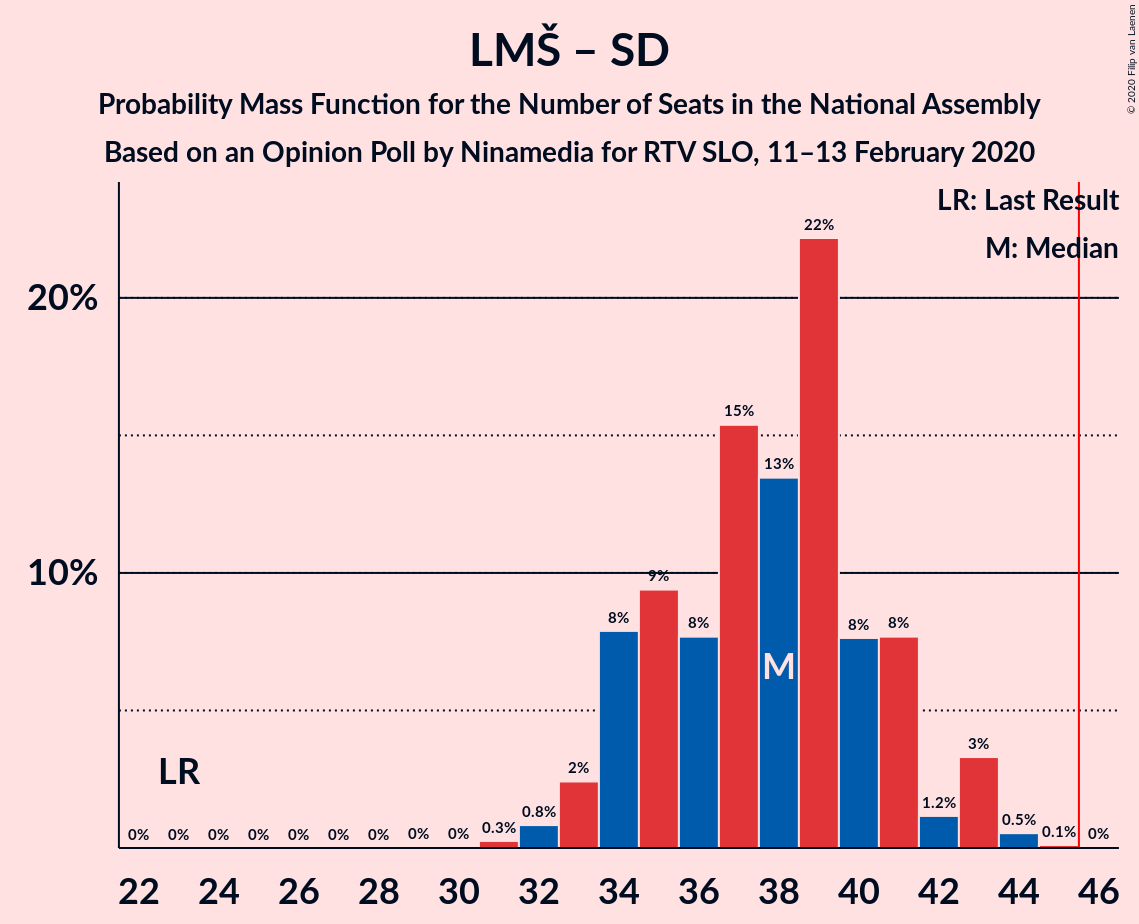 LMŠ – SD
Probability Mass Function for the Number of Seats in the National Assembly
Based on an Opinion Poll by Ninamedia for RTV SLO, 11–13 February 2020
© 2020 Filip van Laenen
LR: Last Result
M: Median
20%
10%
LR
M
0% 0% 0% 0% 0% 0% 0% 0% 0% 0.3% 0.8% 2% 8% 9% 8% 15% 13% 22% 8% 8% 1.2% 3% 0.5% 0.1% 0%
22 24 26 28 30 32 34 36 38 40 42 44 46